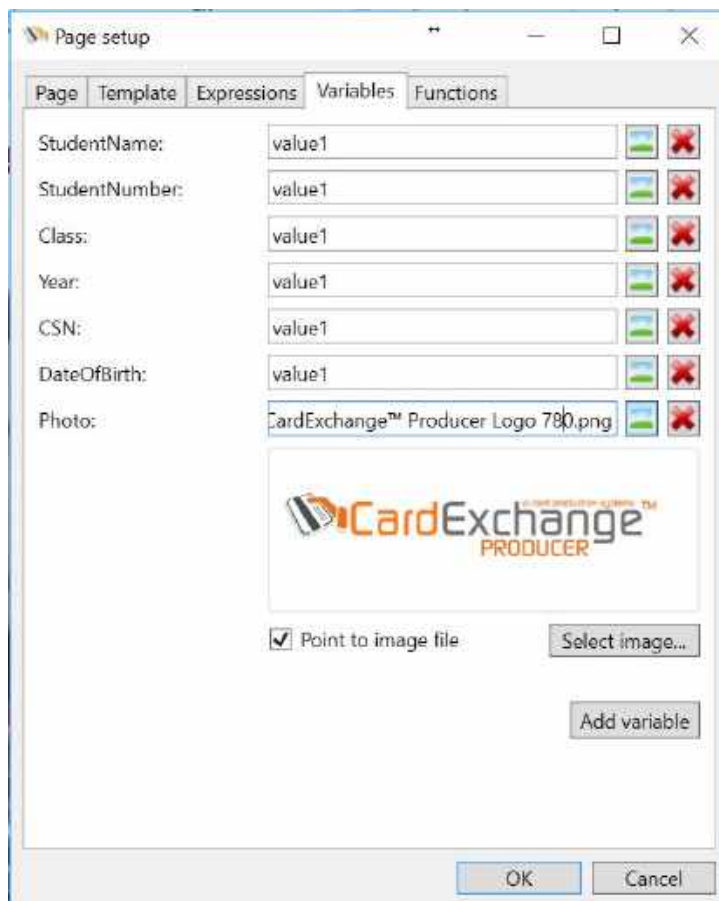 Page setup
Page Template Expressions Variables Functions
StudentName: value1
StudentNumber: value1
Class: value1
Year: value1
CSN: value1
DateOfBirth: value1
Photo: CardExchange™ Producer Logo 780.png
CardExchange™
PRODUCER
Point to image file Select image...
Add variable
OK Cancel